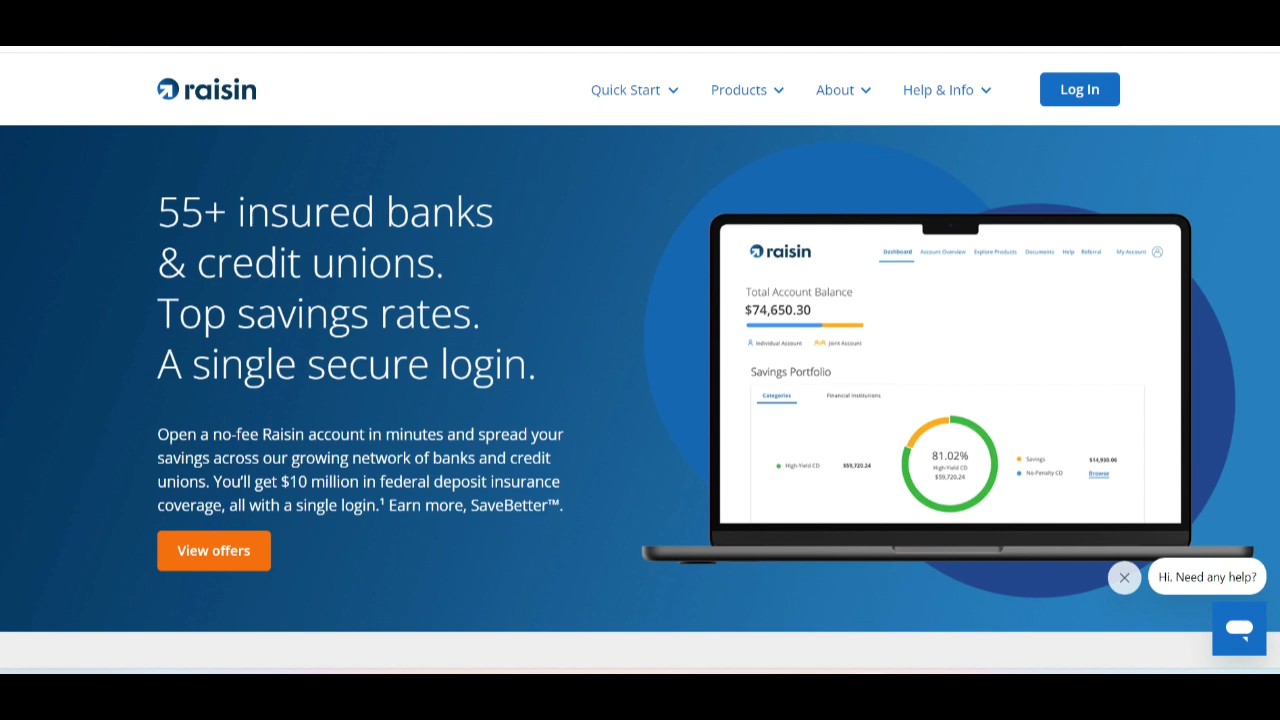 raisin
Quick Start
Products
About
Help & Info
Log In
55+ insured banks
& credit unions.
Top savings rates.
A single secure login.
Open a no-fee Raisin account in minutes and spread your
savings across our growing network of banks and credit
unions. You'll get $10 million in federal deposit insurance
coverage, all with a single login.¹ Earn more, SaveBetter™.
View offers
raisin
Dashboard
Account Overview
Explore Products
Documents
Help
Referral
My Account
Total Account Balance
$74,650.30
Individual Account
Joint Account
Savings Portfolio
Categories
Financial Institutions
High-Yield CD
$59,720.24
81.02%
High-Yield CD
$59,720.24
Savings
$14,930.06
No-Penalty CD
Browse
Hi. Need any help?